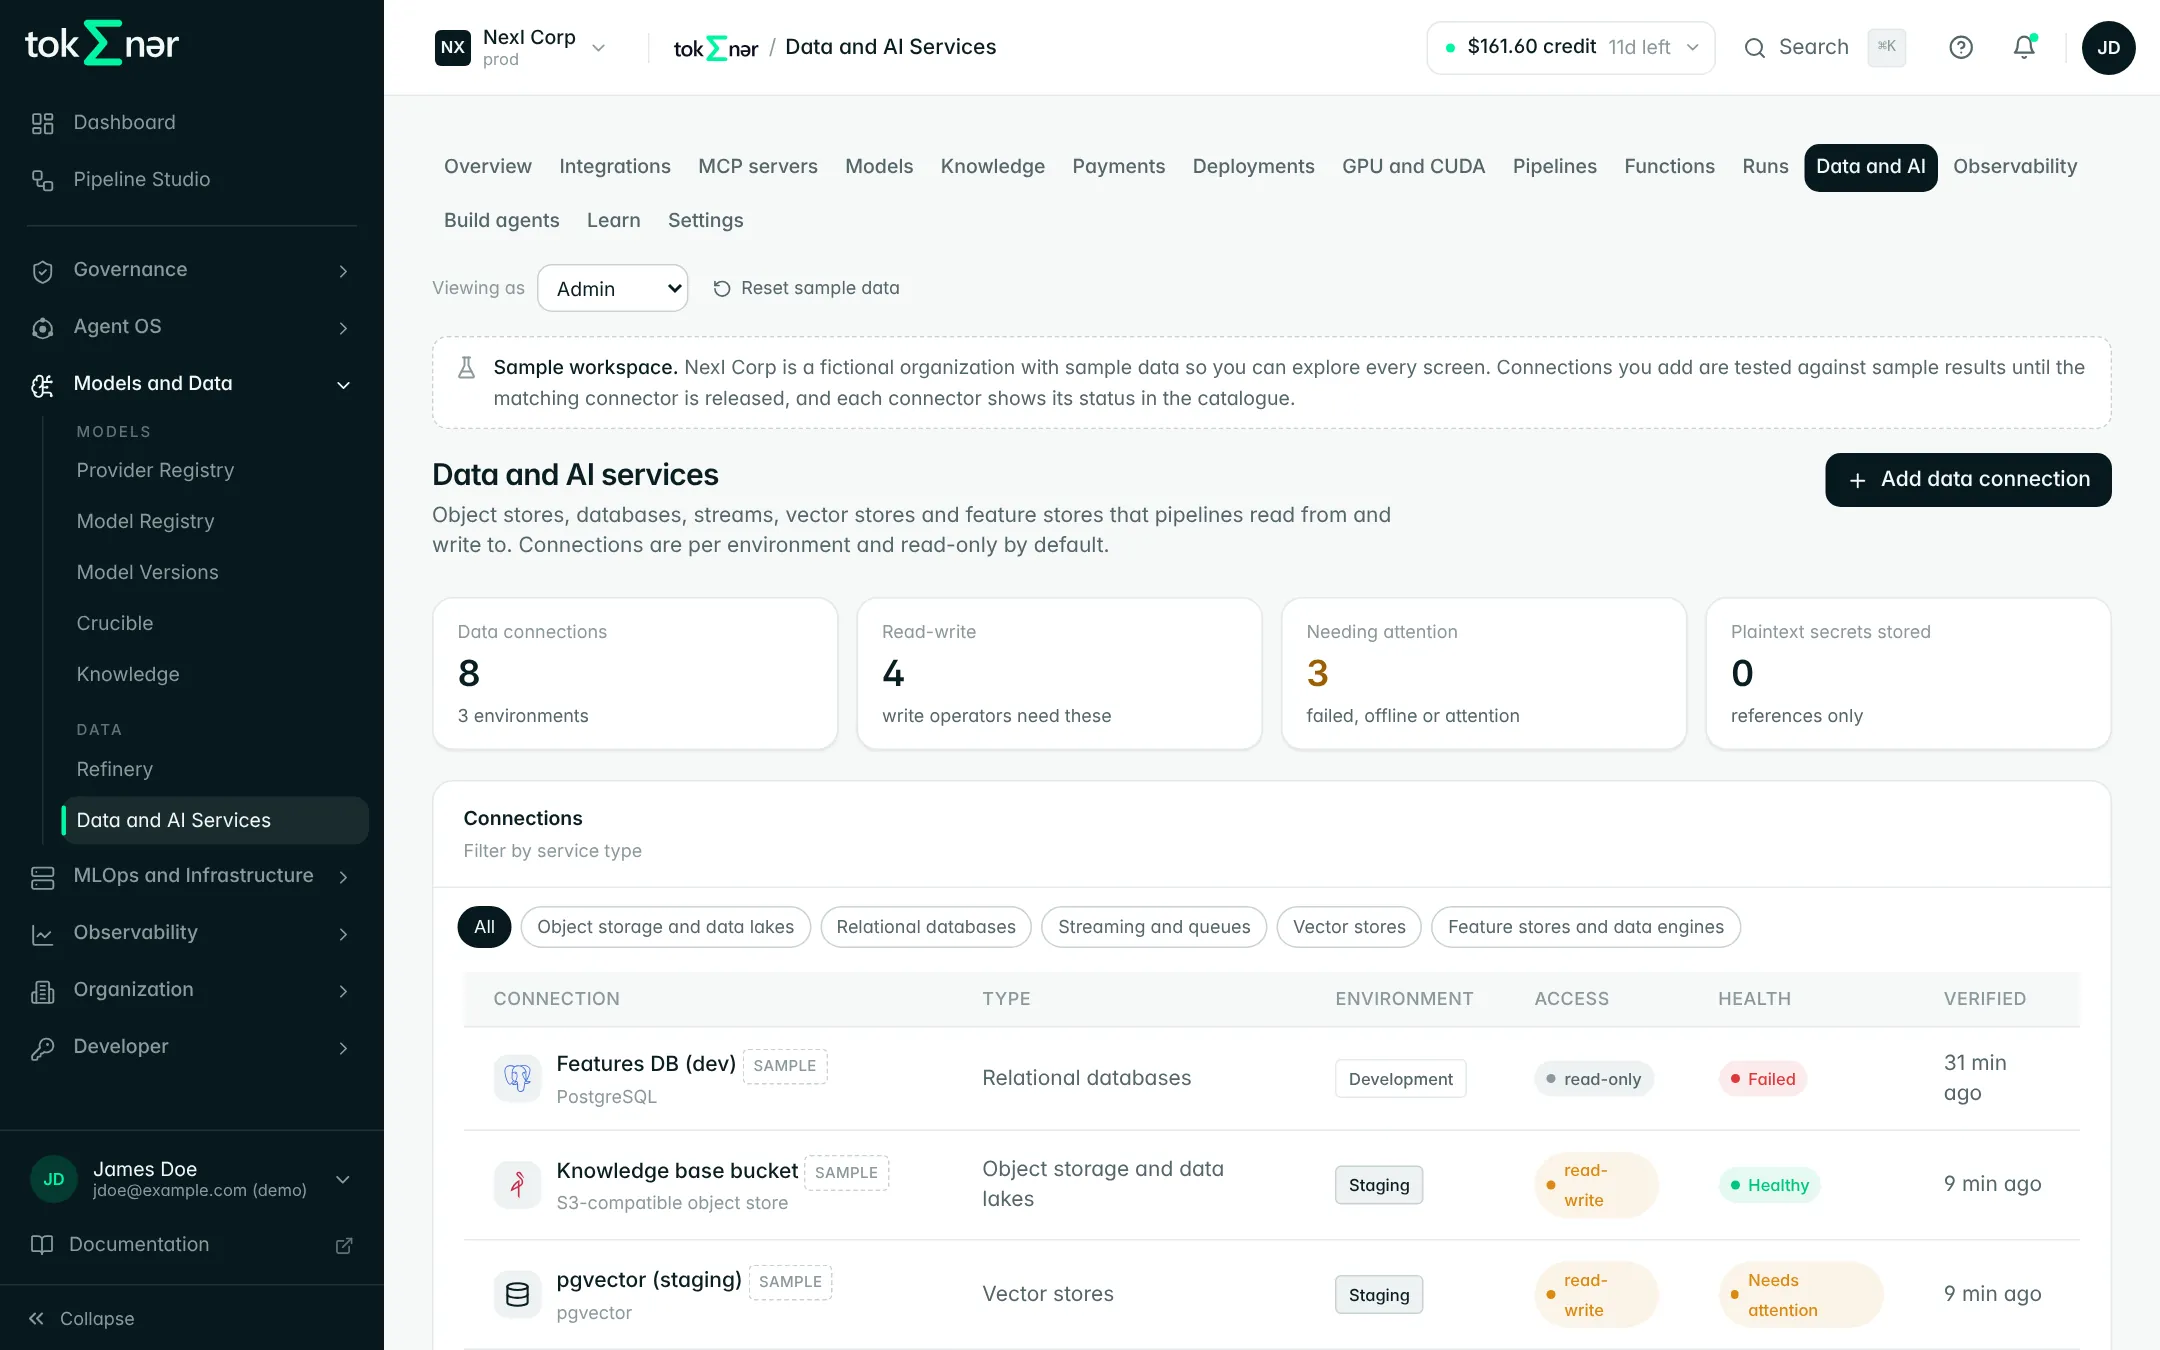 tokΣnər
Dashboard
Pipeline Studio
Governance
Agent OS
Models and Data
MODELS
Provider Registry
Model Registry
Model Versions
Crucible
Knowledge
DATA
Refinery
Data and AI Services
MLOps and Infrastructure
Observability
Organization
Developer
JD
James Doe
jdoe@example.com (demo)
Documentation
Collapse
NX
Nexl Corp
prod
tokΣnər / Data and AI Services
$161.60 credit 11d left
Search ⌘K
JD
Overview Integrations MCP servers Models Knowledge Payments Deployments GPU and CUDA Pipelines Functions Runs Data and AI Observability
Build agents Learn Settings
Viewing as Admin Reset sample data
Sample workspace. Nexl Corp is a fictional organization with sample data so you can explore every screen. Connections you add are tested against sample results until the
matching connector is released, and each connector shows its status in the catalogue.
Data and AI services
Add data connection
Object stores, databases, streams, vector stores and feature stores that pipelines read from and
write to. Connections are per environment and read-only by default.
Data connections
8
3 environments
Read-write
4
write operators need these
Needing attention
3
failed, offline or attention
Plaintext secrets stored
0
references only
Connections
Filter by service type
All Object storage and data lakes Relational databases Streaming and queues Vector stores Feature stores and data engines
CONNECTION TYPE ENVIRONMENT ACCESS HEALTH VERIFIED
Features DB (dev) SAMPLE
PostgreSQL
Relational databases
Development
read-only
Failed
31 min
ago
Knowledge base bucket SAMPLE
S3-compatible object store
Object storage and data
lakes
Staging
read-
write
Healthy
9 min ago
pgvector (staging) SAMPLE
pgvector
Vector stores
Staging
read-
write
Needs
attention
9 min ago